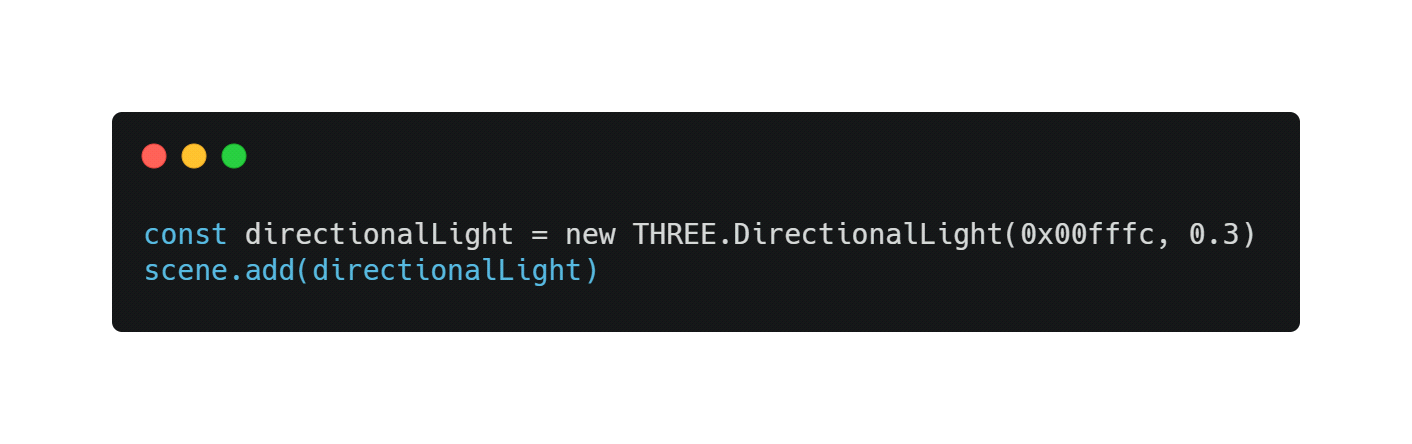 const directionalLight = new THREE.DirectionalLight(0x00fffc, 0.3)
scene.add(directionalLight)